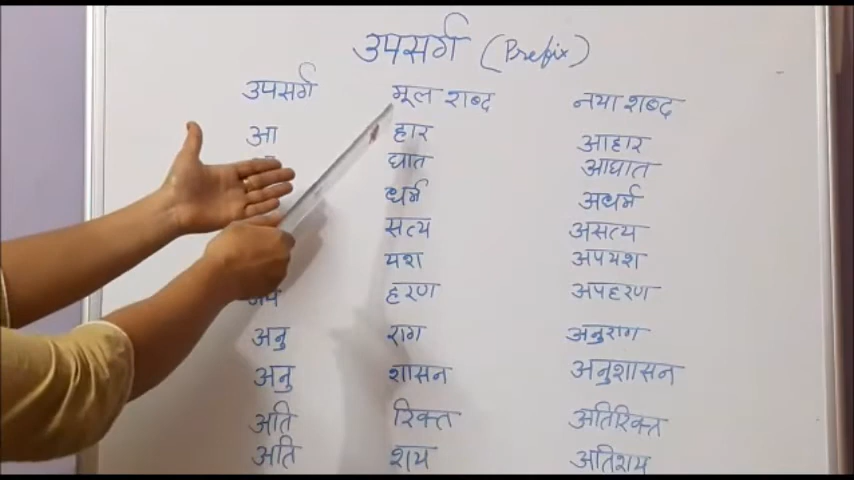 उपसर्ग (Prefix)
उपसर्ग मूल शब्द नया शब्द
आ हार आहार
घात आघात
धर्म अधर्म
सत्य असत्य
यश अपयश
हरण अपहरण
अनु राग अनुराग
अनु शासन अनुशासन
अति रिक्त अतिरिक्त
अति शय अतिशय